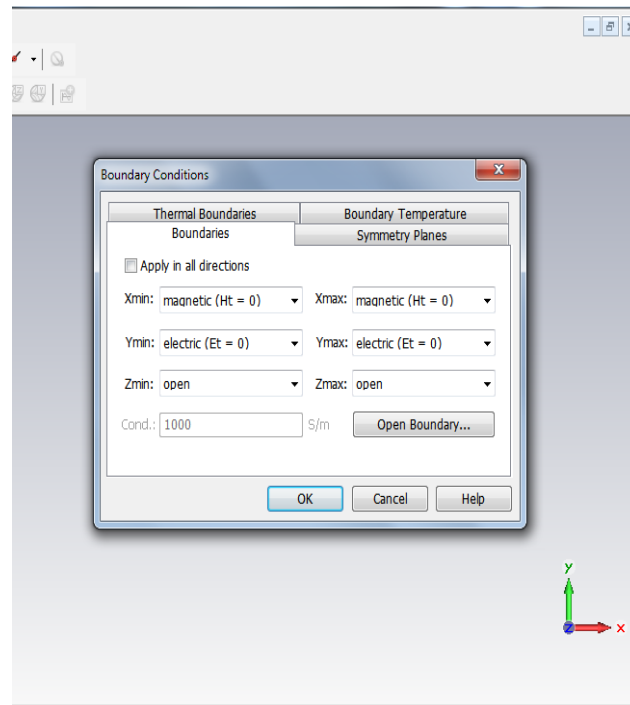 Boundary Conditions
Thermal Boundaries Boundary Temperature
Boundaries Symmetry Planes
Apply in all directions
Xmin: magnetic (Ht = 0) Xmax: magnetic (Ht = 0)
Ymin: electric (Et = 0) Ymax: electric (Et = 0)
Zmin: open Zmax: open
Cond.: 1000 S/m Open Boundary...
OK Cancel Help
y
z x